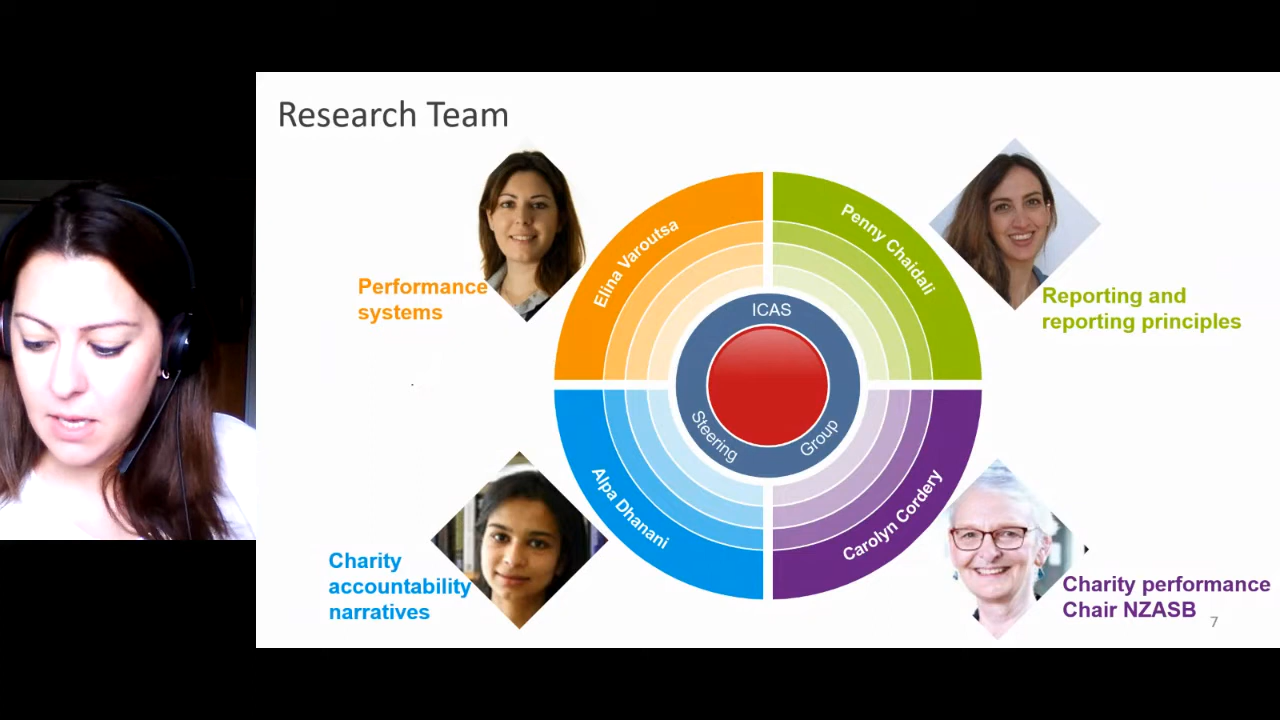 Research Team
Elina Varoutsa
Penny Chaidali
Performance
systems
Reporting and
reporting principles
ICAS
Steering
Group
Alpa Dhanani
Carolyn Cordery
Charity
accountability
narratives
Charity performance
Chair NZASB
7